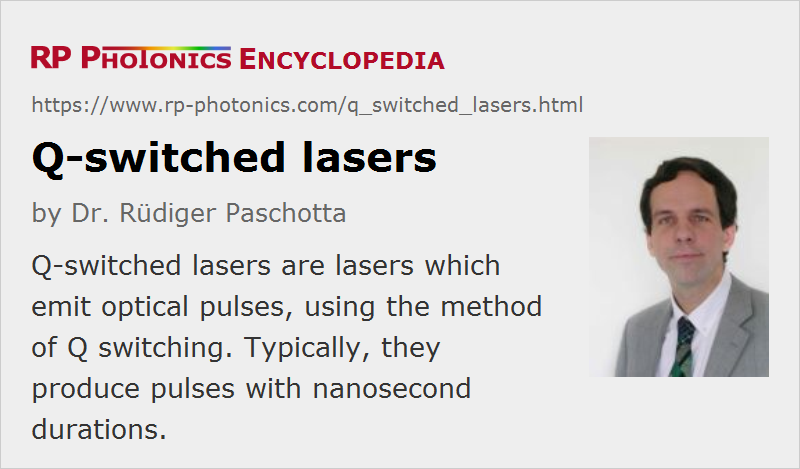 RP PHOTONICS ENCYCLOPEDIA
https://www.rp-photonics.com/q_switched_lasers.html
Q-switched lasers
by Dr. Rüdiger Paschotta
Q-switched lasers are lasers which
emit optical pulses, using the method
of Q switching. Typically, they
produce pulses with nanosecond
durations.